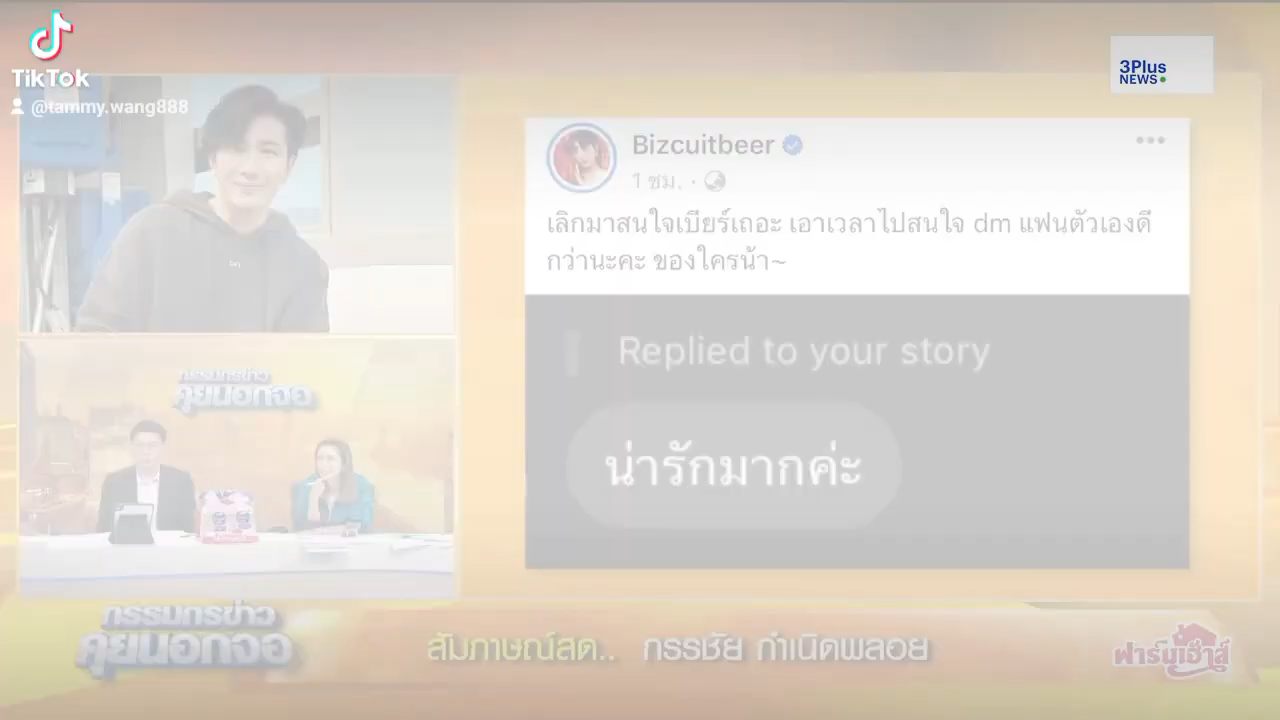 TikTok
@tammy.wang888
3Plus
NEWS
Bizcuitbeer
1 ชม. ·
เลิกมาสนใจเบียร์เถอะ เอาเวลาไปสนใจ dm แฟนตัวเองดี
กว่านะคะ ของใครน้า~
Replied to your story
น่ารักมากค่ะ
กรรมกรข่าว
คุยนอกจอ
กรรมกรข่าว
คุยนอกจอ
สัมภาษณ์สด.. กรรชัย กำเนิดพลอย
ฟาร์มเฮ้าส์